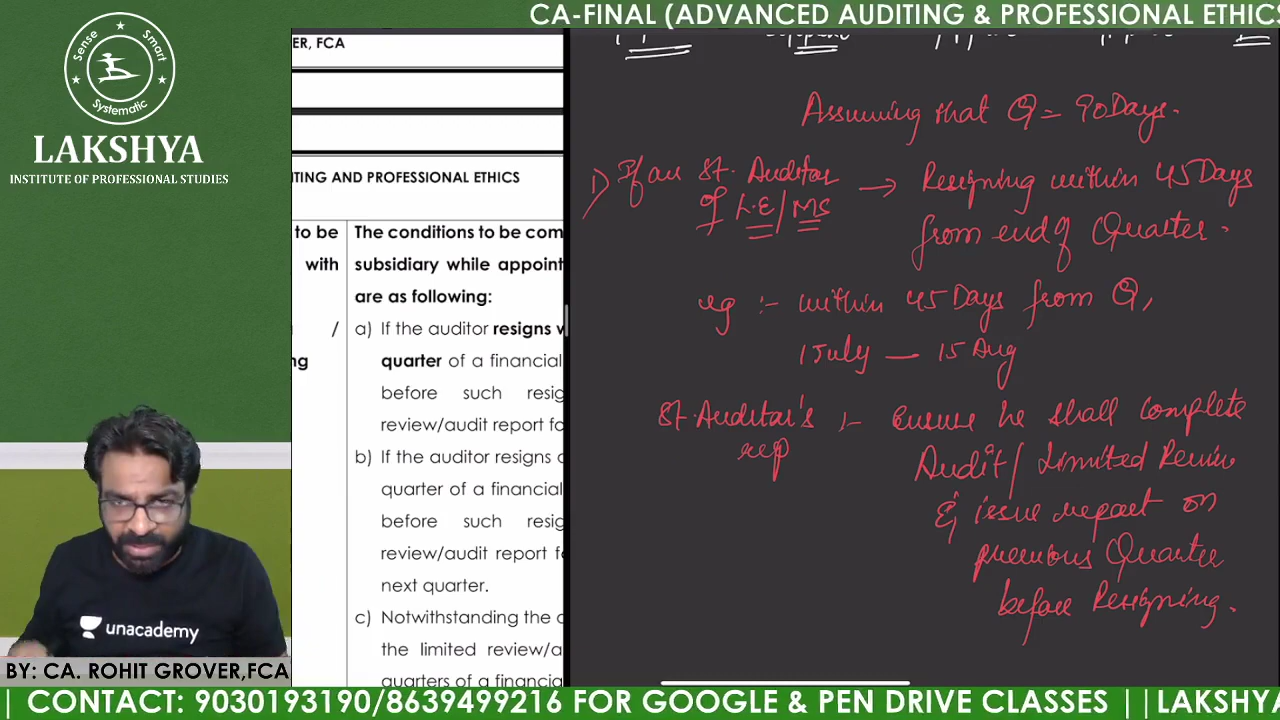 CA-FINAL (ADVANCED AUDITING & PROFESSIONAL ETHICS
Sense
Smart
Systematic
LAKSHYA
INSTITUTE OF PROFESSIONAL STUDIES
ER, FCA
TING AND PROFESSIONAL ETHICS
to be
with
/
ng
The conditions to be com
subsidiary while appoint
are as following:
a) If the auditor resigns w
quarter of a financial
before such resig
review/audit report fo
b) If the auditor resigns a
quarter of a financial
before such resig
review/audit report fo
next quarter.
c) Notwithstanding the
the limited review/a
quarters of a financia
Assuming that Q = 90 Days.
1) If an St. Auditor → Resigning within 45 Days
of L.E/MS from end of Quarter.
eg :- within 45 Days from Q1
1 July — 15 Aug
St. Auditor's :- Ensure he shall complete
resp Audit/ Limited Review
& issue report on
previous Quarter
before Resigning.
unacademy
BY: CA. ROHIT GROVER,FCA
| CONTACT: 9030193190/8639499216 FOR GOOGLE & PEN DRIVE CLASSES ||LAKSHYA